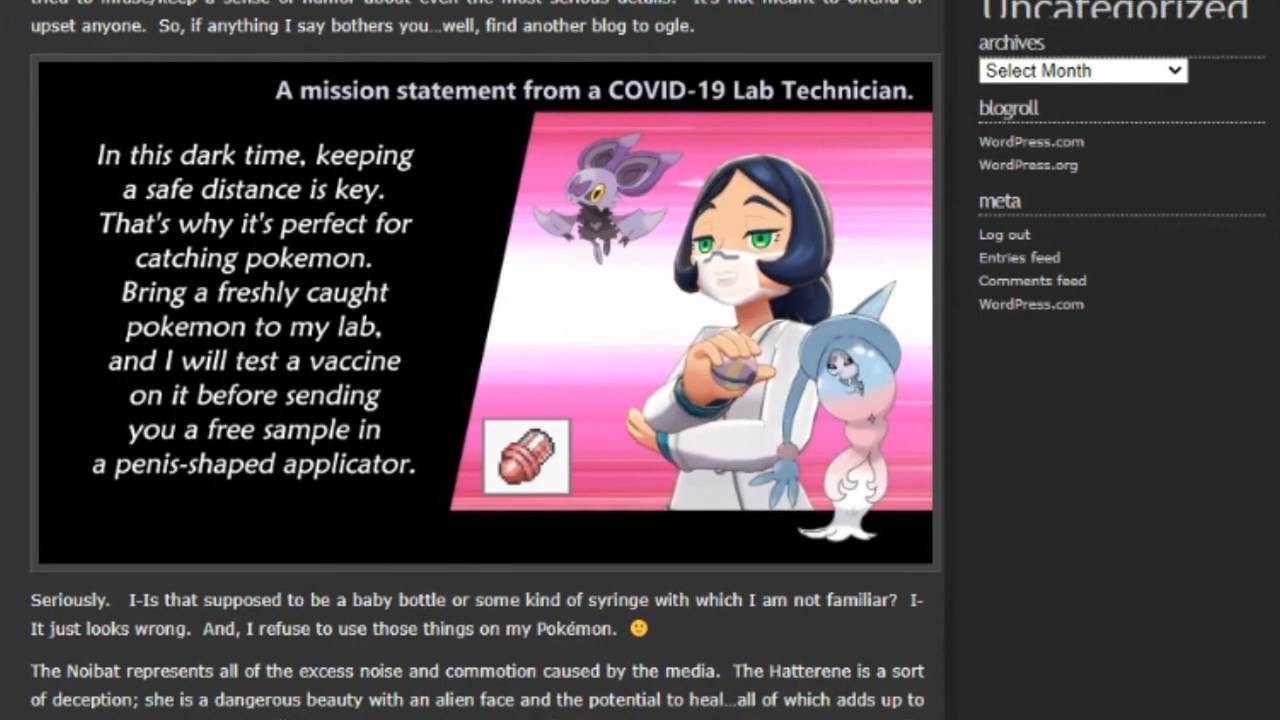 tried to infuse/keep a sense of humor about even the most serious details. It's not meant to offend or
upset anyone. So, if anything I say bothers you...well, find another blog to ogle.
A mission statement from a COVID-19 Lab Technician.
In this dark time, keeping
a safe distance is key.
That's why it's perfect for
catching pokemon.
Bring a freshly caught
pokemon to my lab,
and I will test a vaccine
on it before sending
you a free sample in
a penis-shaped applicator.
Seriously. I-Is that supposed to be a baby bottle or some kind of syringe with which I am not familiar? I-
It just looks wrong. And, I refuse to use those things on my Pokémon. 🙂
The Noibat represents all of the excess noise and commotion caused by the media. The Hatterene is a sort
of deception; she is a dangerous beauty with an alien face and the potential to heal...all of which adds up to
Uncategorized
archives
Select Month
blogroll
WordPress.com
WordPress.org
meta
Log out
Entries feed
Comments feed
WordPress.com